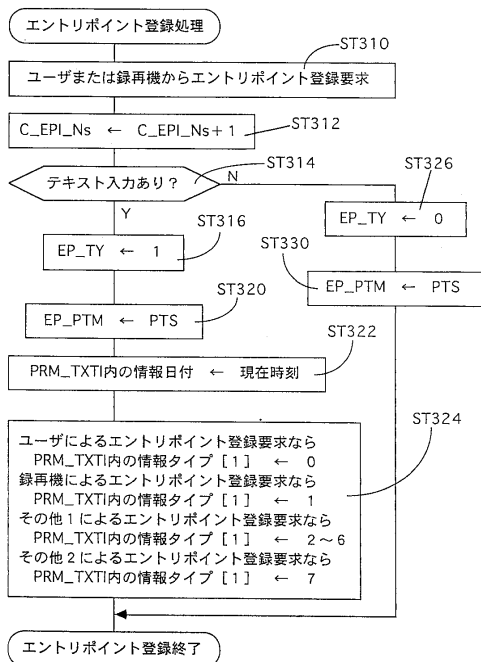 エントリポイント登録処理
ST310
ユーザまたは録再機からエントリポイント登録要求
C_EPI_Ns ← C_EPI_Ns+1
ST312
テキスト入力あり?
ST314
N
ST326
Y
EP_TY ← 0
ST316
EP_TY ← 1
ST330
EP_PTM ← PTS
ST320
EP_PTM ← PTS
ST322
PRM_TXTI内の情報日付 ← 現在時刻
ST324
ユーザによるエントリポイント登録要求なら
PRM_TXTI内の情報タイプ[1] ← 0
録再機によるエントリポイント登録要求なら
PRM_TXTI内の情報タイプ[1] ← 1
その他1によるエントリポイント登録要求なら
PRM_TXTI内の情報タイプ[1] ← 2～6
その他2によるエントリポイント登録要求なら
PRM_TXTI内の情報タイプ[1] ← 7
エントリポイント登録終了